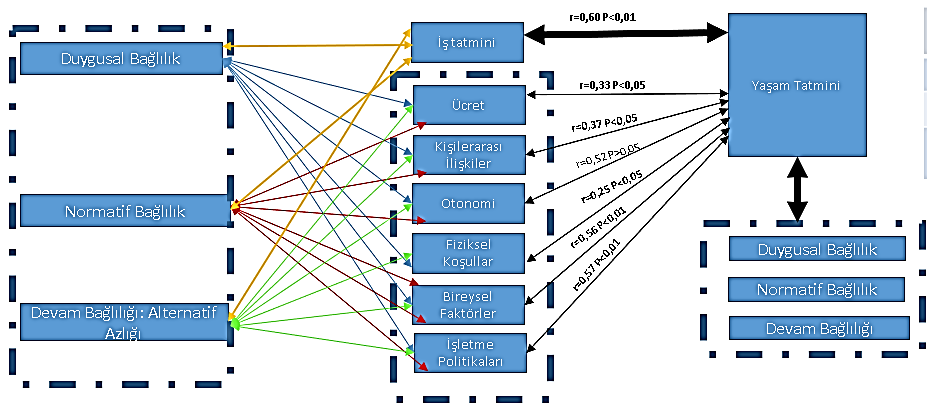 Duygusal Bağlılık
Normatif Bağlılık
Devam Bağlılığı: Alternatif
Azlığı
İş tatmini
Ücret
Kişilerarası
İlişkiler
Otonomi
Fiziksel
Koşullar
Bireysel
Faktörler
İşletme
Politikaları
r=0,60 P<0,01
r=0,33 P<0,05
r=0,37 P<0,05
r=0,52 P>0,05
r=0,25 P<0,05
r=0,56 P<0,01
r=0,57 P<0,01
Yaşam Tatmini
Duygusal Bağlılık
Normatif Bağlılık
Devam Bağlılığı